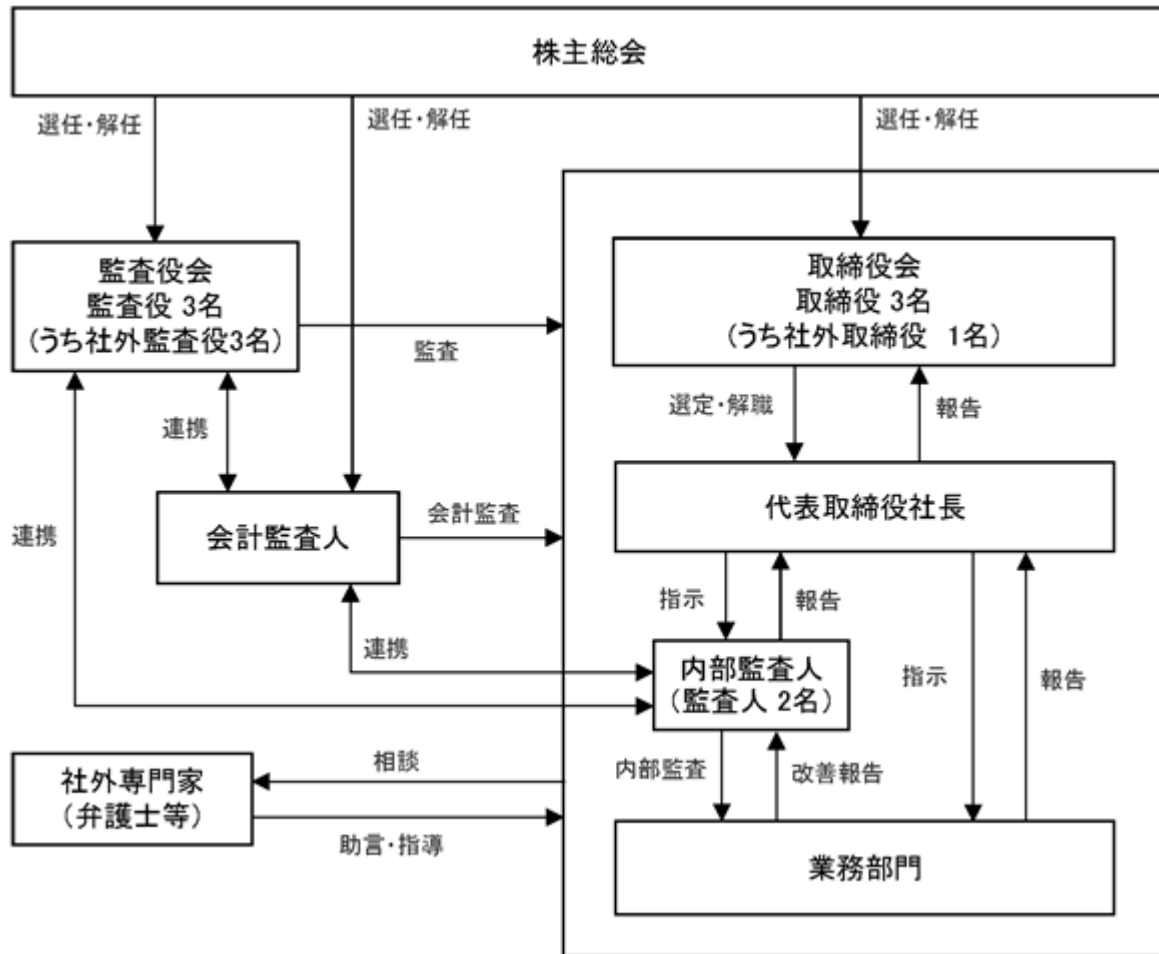 株主総会
選任・解任
選任・解任
選任・解任
監査役会
監査役 3名
(うち社外監査役3名)
取締役会
取締役 3名
(うち社外取締役 1名)
監査
選定・解職
報告
連携
代表取締役社長
会計監査人
会計監査
連携
指示
報告
連携
内部監査人
(監査人 2名)
指示
報告
社外専門家
(弁護士等)
相談
内部監査
改善報告
助言・指導
業務部門